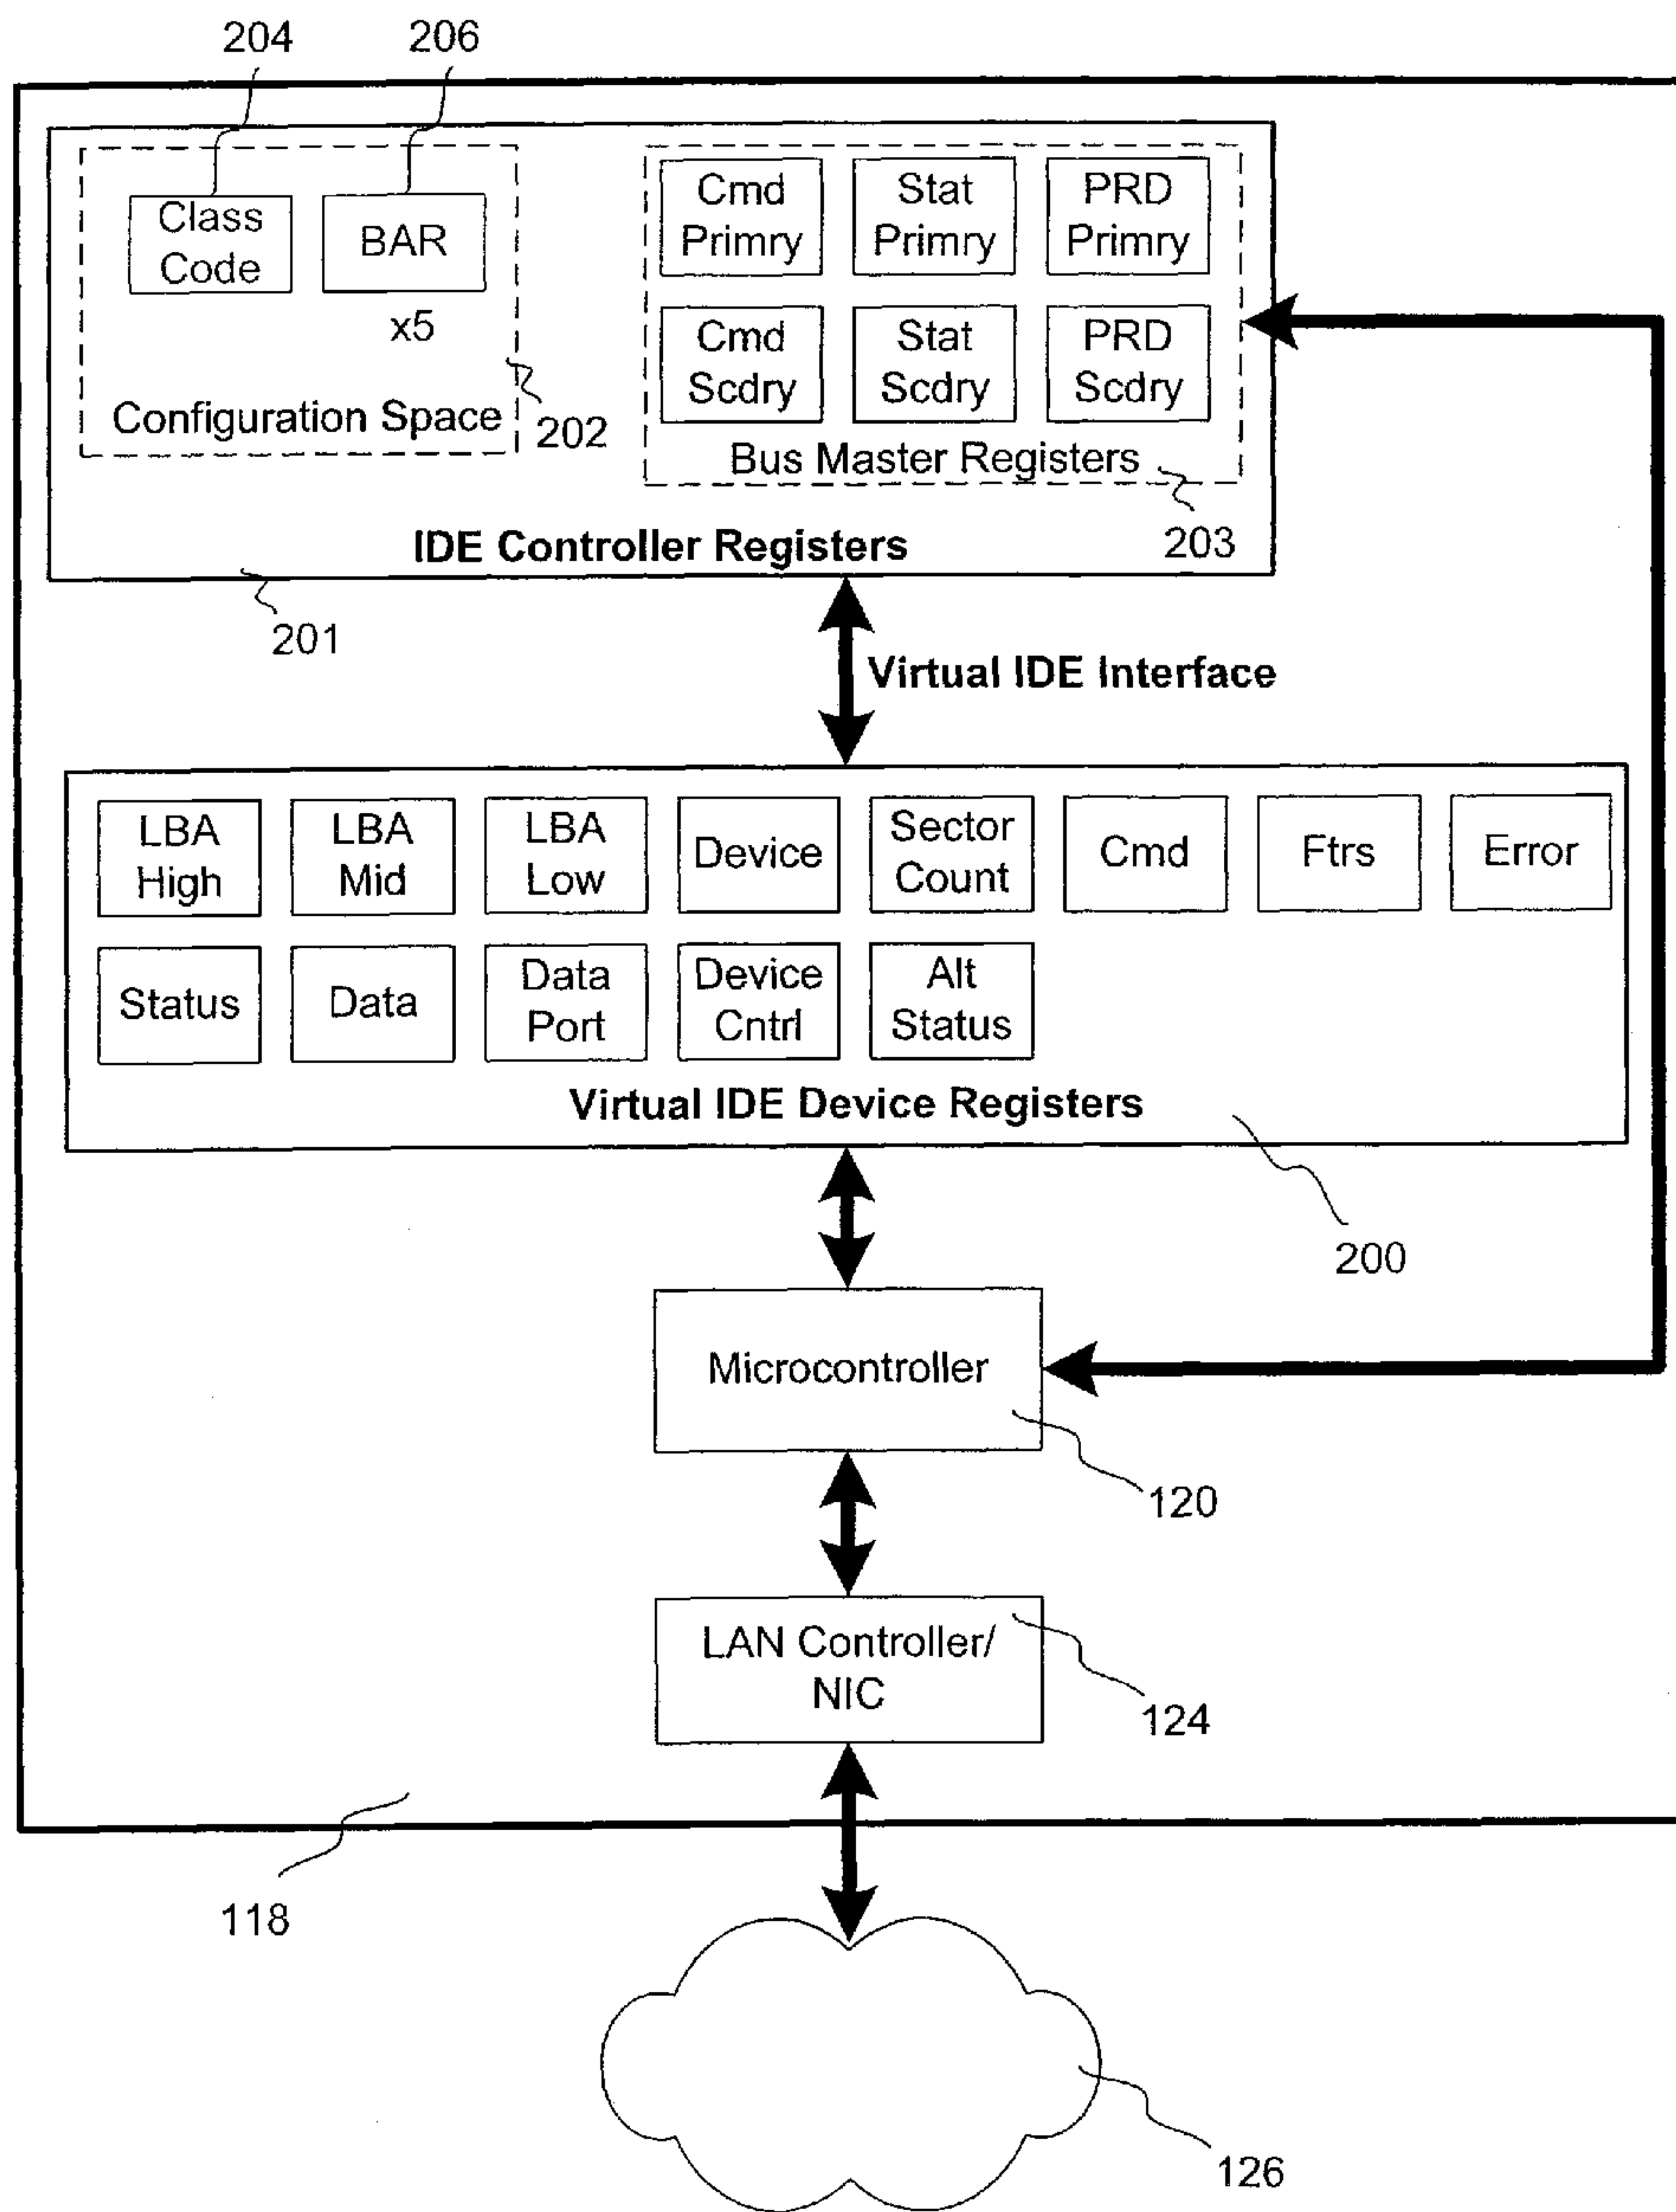 204
206
Class
Code
BAR
x5
Configuration Space
202
Cmd
Primry
Stat
Primry
PRD
Primry
Cmd
Scdry
Stat
Scdry
PRD
Scdry
Bus Master Registers
203
IDE Controller Registers
201
Virtual IDE Interface
LBA
High
LBA
Mid
LBA
Low
Device
Sector
Count
Cmd
Ftrs
Error
Status
Data
Data
Port
Device
Cntrl
Alt
Status
Virtual IDE Device Registers
200
Microcontroller
120
LAN Controller/
NIC
124
118
126